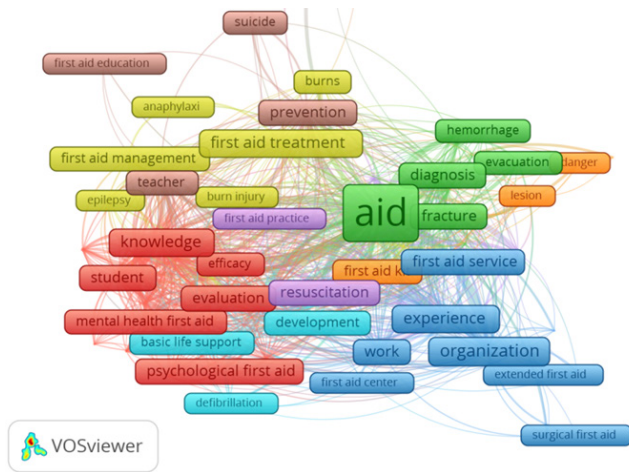 suicide
first aid education
burns
anaphylaxi
prevention
first aid treatment
hemorrhage
first aid management
evacuation
danger
diagnosis
teacher
epilepsy
burn injury
lesion
aid
fracture
first aid practice
knowledge
efficacy
first aid service
student
first aid k
evaluation
resuscitation
mental health first aid
development
experience
basic life support
work
organization
psychological first aid
extended first aid
first aid center
defibrillation
surgical first aid
VOSviewer